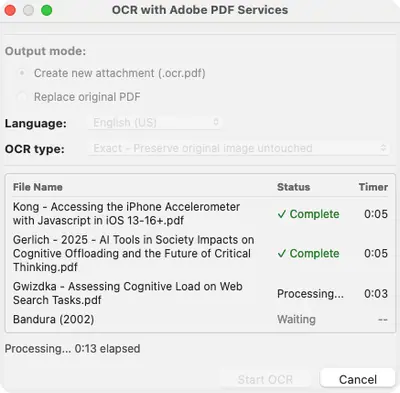 OCR with Adobe PDF Services
Output mode:
Create new attachment (.ocr.pdf)
Replace original PDF
Language: English (US)
OCR type: Exact - Preserve original image untouched
File Name Status Timer
Kong - Accessing the iPhone Accelerometer
with Javascript in iOS 13-16+.pdf ✓ Complete 0:05
Gerlich - 2025 - AI Tools in Society Impacts on
Cognitive Offloading and the Future of Critical ✓ Complete 0:05
Thinking.pdf
Gwizdka - Assessing Cognitive Load on Web
Search Tasks.pdf Processing... 0:03
Bandura (2002) Waiting --
Processing... 0:13 elapsed
Start OCR Cancel